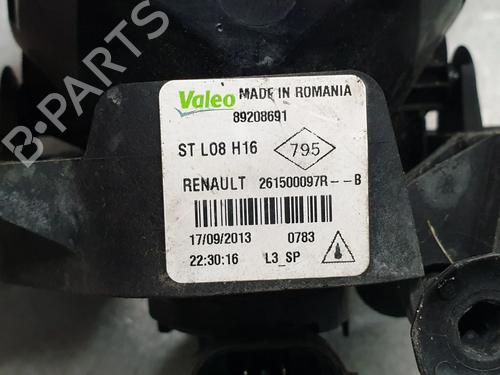 Valeo MADE IN ROMANIA
89208691
ST L08 H16 795
RENAULT 261500097R--B
17/09/2013 0783
22:30:16 L3_SP
B-PARTS